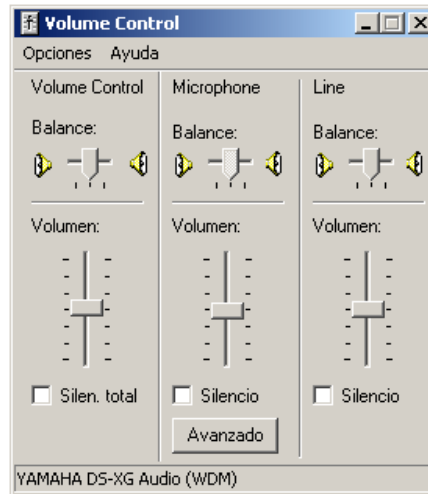 Volume Control
Opciones Ayuda
Volume Control Microphone Line
Balance: Balance: Balance:
Volumen: Volumen: Volumen:
Silen. total Silencio Silencio
Avanzado
YAMAHA DS-XG Audio (WDM)